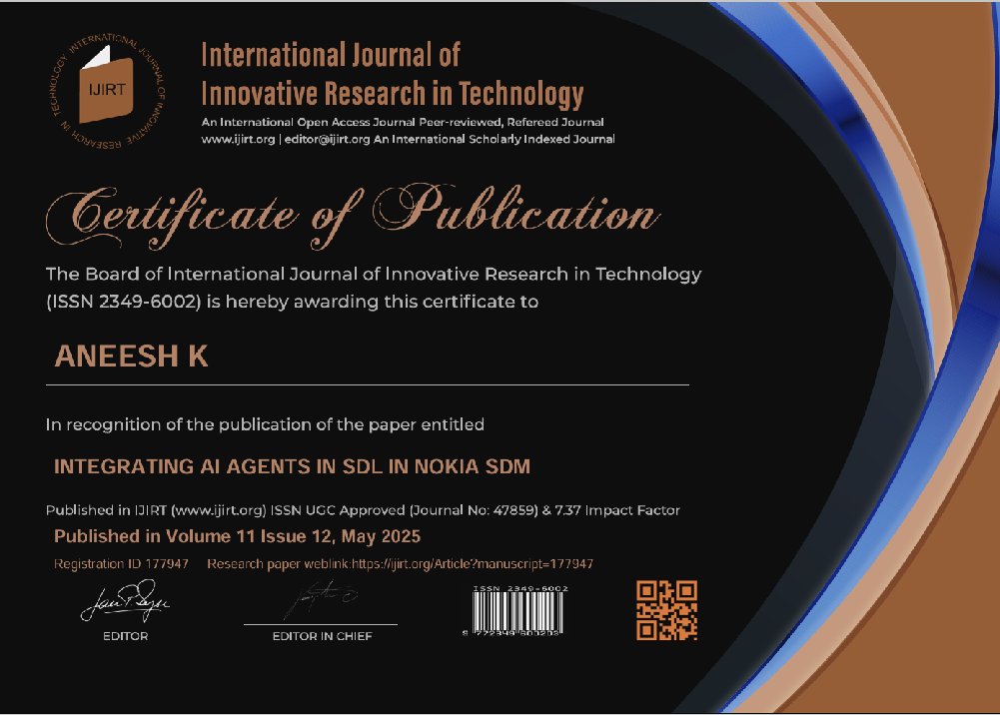 INTERNATIONAL JOURNAL OF INNOVATIVE RESEARCH IN TECHNOLOGY
IJIRT
International Journal of
Innovative Research in Technology
An International Open Access Journal Peer-reviewed, Refereed Journal
www.ijirt.org | editor@ijirt.org An International Scholarly Indexed Journal
Certificate of Publication
The Board of International Journal of Innovative Research in Technology
(ISSN 2349-6002) is hereby awarding this certificate to
ANEESH K
In recognition of the publication of the paper entitled
INTEGRATING AI AGENTS IN SDL IN NOKIA SDM
Published in IJIRT (www.ijirt.org) ISSN UGC Approved (Journal No: 47859) & 7.37 Impact Factor
Published in Volume 11 Issue 12, May 2025
Registration ID 177947 Research paper weblink:https://ijirt.org/Article?manuscript=177947
EDITOR
EDITOR IN CHIEF
ISSN 2349-6002